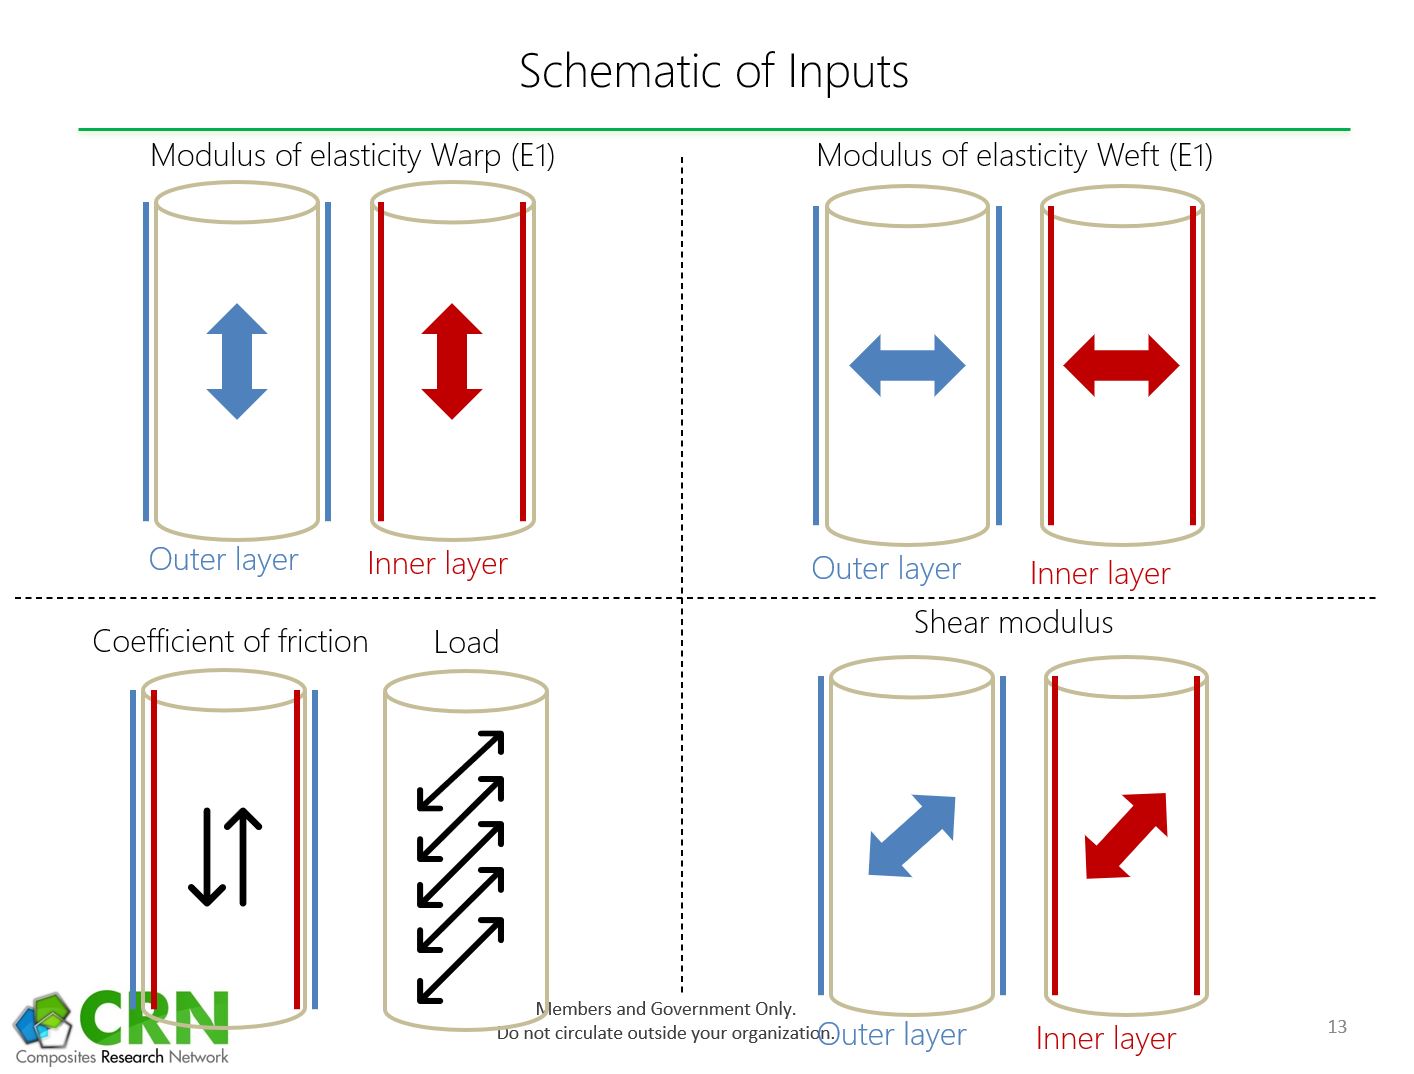 Schematic of Inputs
Modulus of elasticity Warp (E1)
Modulus of elasticity Weft (E1)
Outer layer
Inner layer
Outer layer
Inner layer
Coefficient of friction
Load
Shear modulus
CRN
Composites Research Network
Members and Government Only.
Do not circulate outside your organization.
Outer layer
Inner layer
13